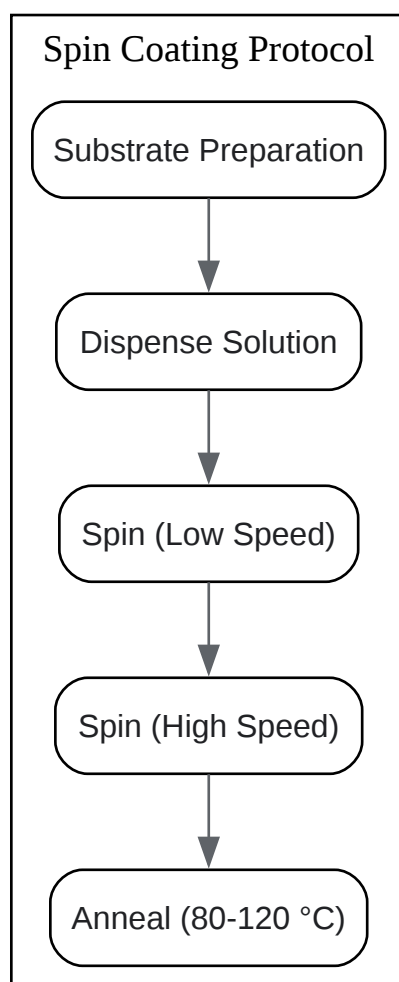 Spin Coating Protocol
Substrate Preparation
Dispense Solution
Spin (Low Speed)
Spin (High Speed)
Anneal (80-120 °C)